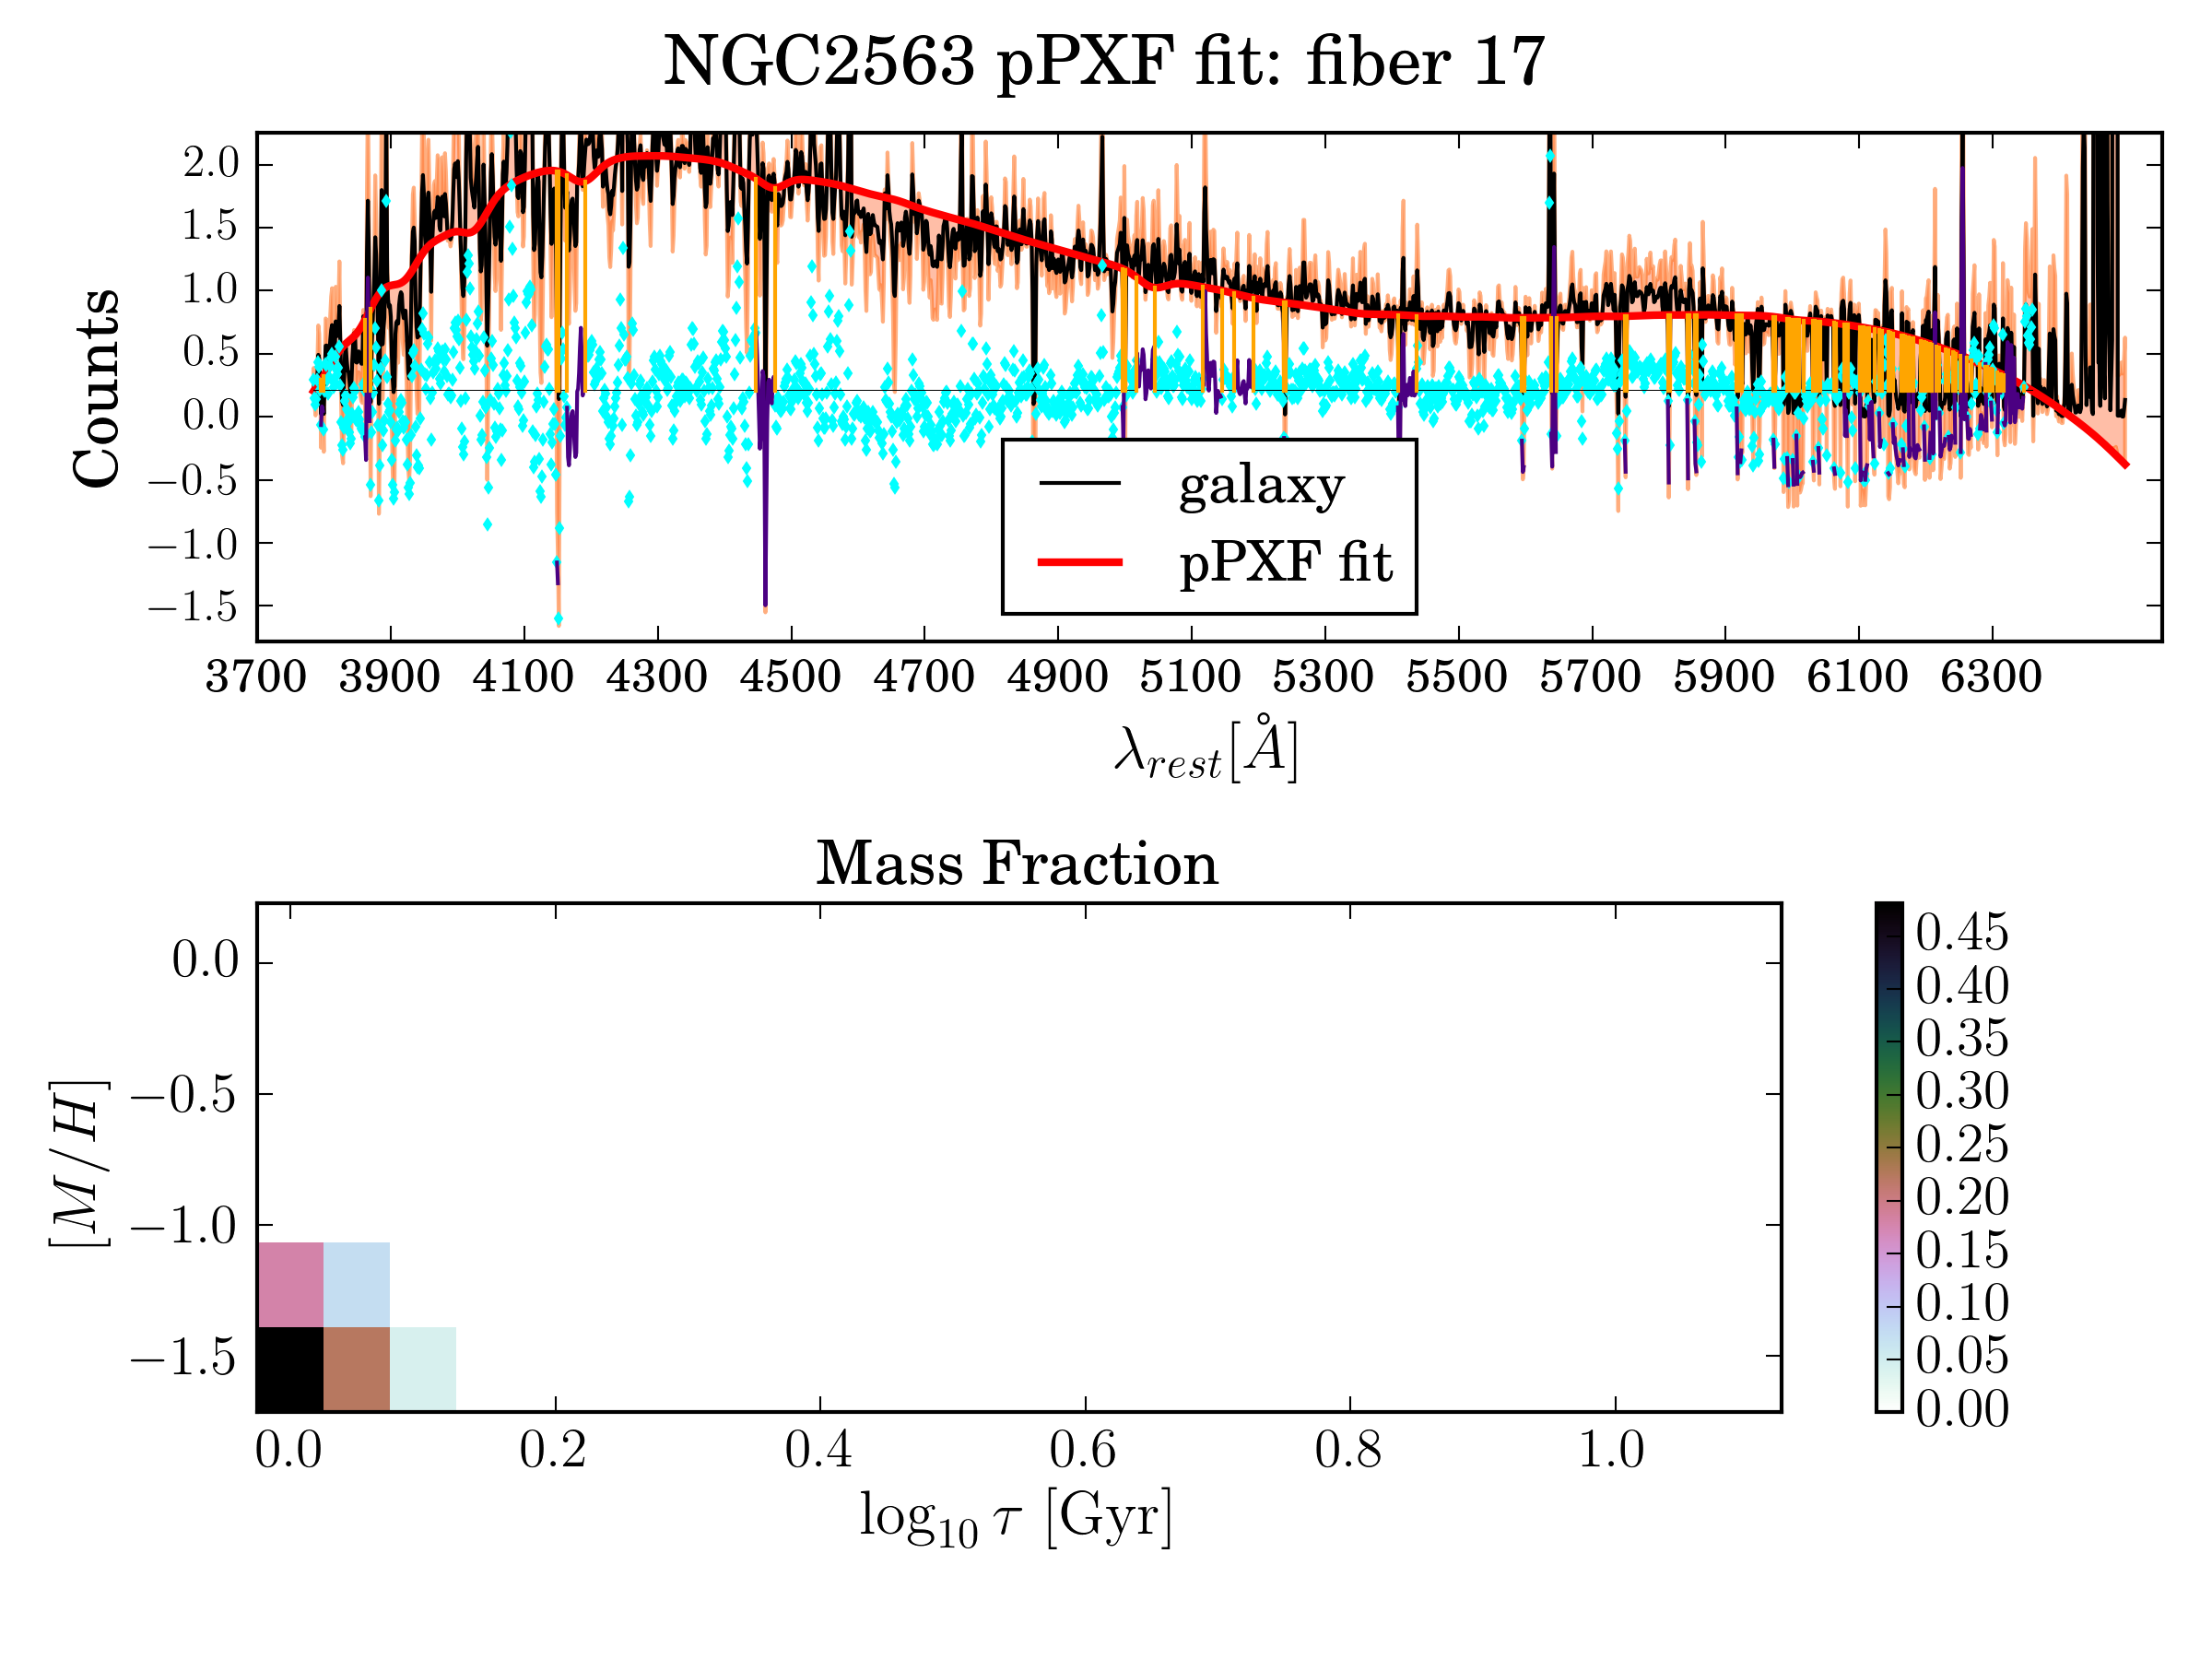 NGC2563 pPXF fit: fiber 17
2.0
1.5
1.0
0.5
0.0
−0.5
−1.0
−1.5
Counts
galaxy
pPXF fit
3700 3900 4100 4300 4500 4700 4900 5100 5300 5500 5700 5900 6100 6300
λrest[Å]
Mass Fraction
0.0
−0.5
−1.0
−1.5
[M/H]
0.0 0.2 0.4 0.6 0.8 1.0
log10 τ [Gyr]
0.45
0.40
0.35
0.30
0.25
0.20
0.15
0.10
0.05
0.00